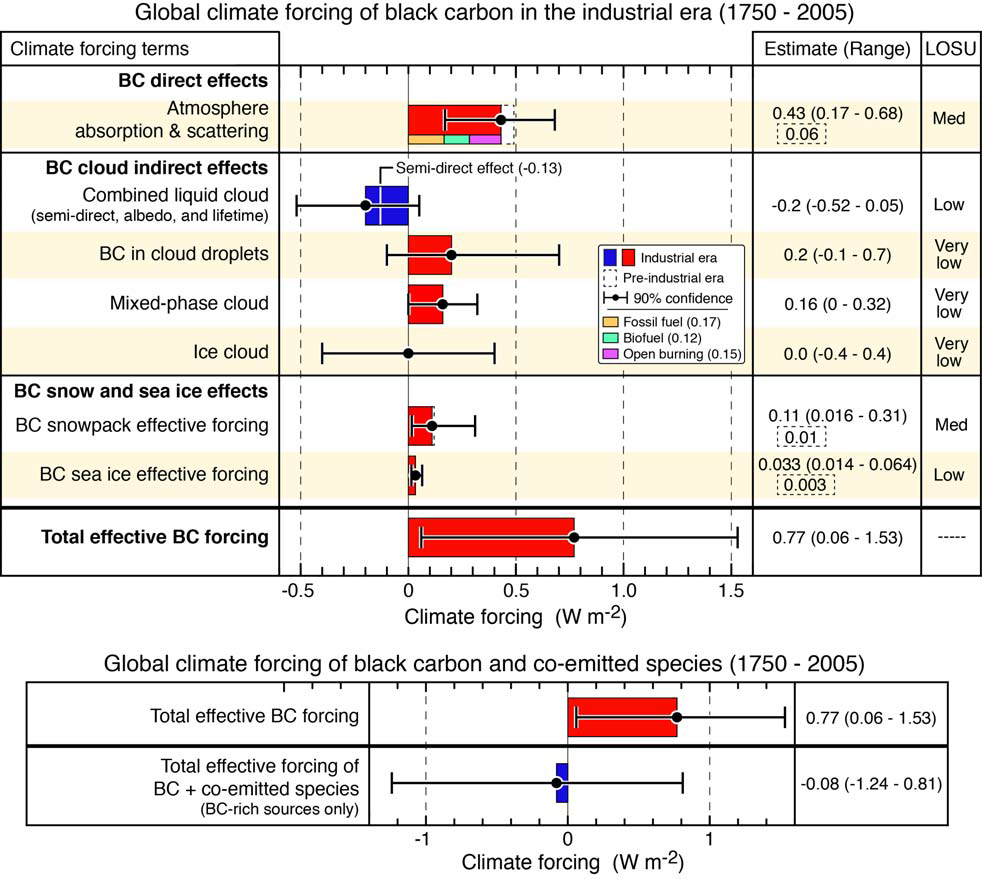 Global climate forcing of black carbon in the industrial era (1750 - 2005)
Climate forcing terms
Estimate (Range)
LOSU
BC direct effects
Atmosphere
absorption & scattering
0.43 (0.17 - 0.68)
0.06
Med
BC cloud indirect effects
Semi-direct effect (-0.13)
Combined liquid cloud
(semi-direct, albedo, and lifetime)
-0.2 (-0.52 - 0.05)
Low
BC in cloud droplets
0.2 (-0.1 - 0.7)
Very
low
Mixed-phase cloud
0.16 (0 - 0.32)
Very
low
Ice cloud
0.0 (-0.4 - 0.4)
Very
low
Industrial era
Pre-industrial era
90% confidence
Fossil fuel (0.17)
Biofuel (0.12)
Open burning (0.15)
BC snow and sea ice effects
BC snowpack effective forcing
0.11 (0.016 - 0.31)
0.01
Med
BC sea ice effective forcing
0.033 (0.014 - 0.064)
0.003
Low
Total effective BC forcing
0.77 (0.06 - 1.53)
-----
-0.5 0 0.5 1.0 1.5
Climate forcing (W m-2)
Global climate forcing of black carbon and co-emitted species (1750 - 2005)
Total effective BC forcing
0.77 (0.06 - 1.53)
Total effective forcing of
BC + co-emitted species
(BC-rich sources only)
-0.08 (-1.24 - 0.81)
-1 0 1
Climate forcing (W m-2)